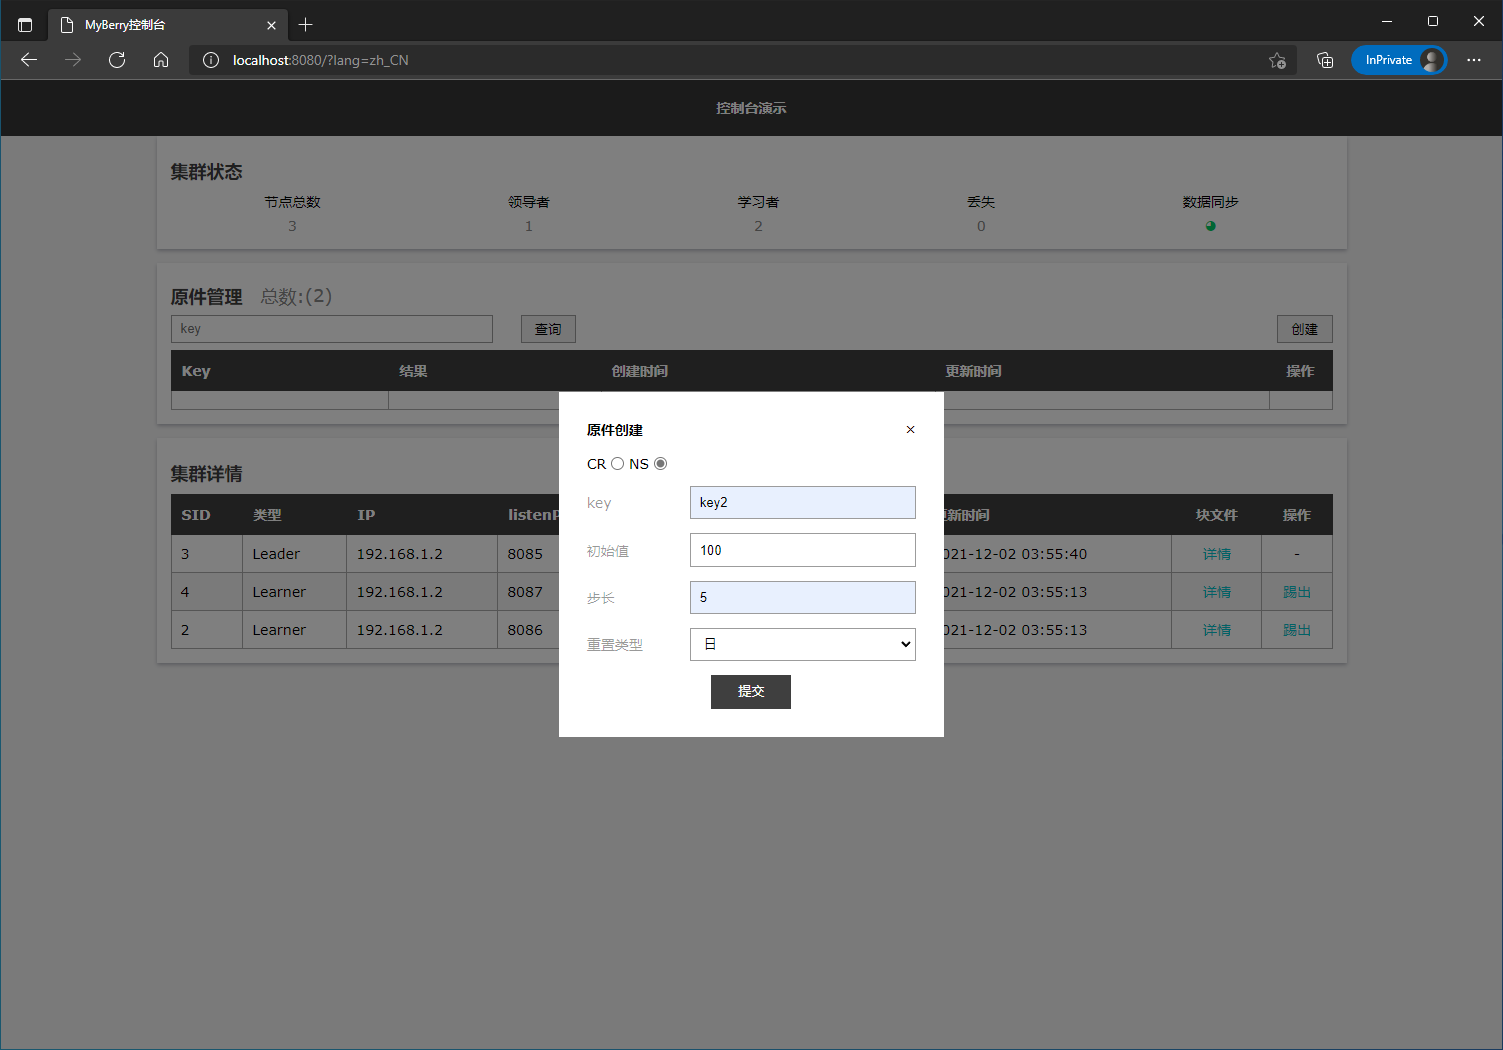 MyBerry控制台
localhost:8080/?lang=zh_CN
InPrivate
控制台演示
集群状态
节点总数 领导者 学习者 丢失 数据同步
3 1 2 0
原件管理 总数:(2)
key 查询 创建
Key 结果 创建时间 更新时间 操作
原件创建
CR NS
key key2
初始值 100
步长 5
重置类型 日
提交
集群详情
SID 类型 IP 新时间 块文件 操作
3 Leader 192.168.1.2 8085 021-12-02 03:55:40 详情 -
4 Learner 192.168.1.2 8087 021-12-02 03:55:13 详情 踢出
2 Learner 192.168.1.2 8086 021-12-02 03:55:13 详情 踢出